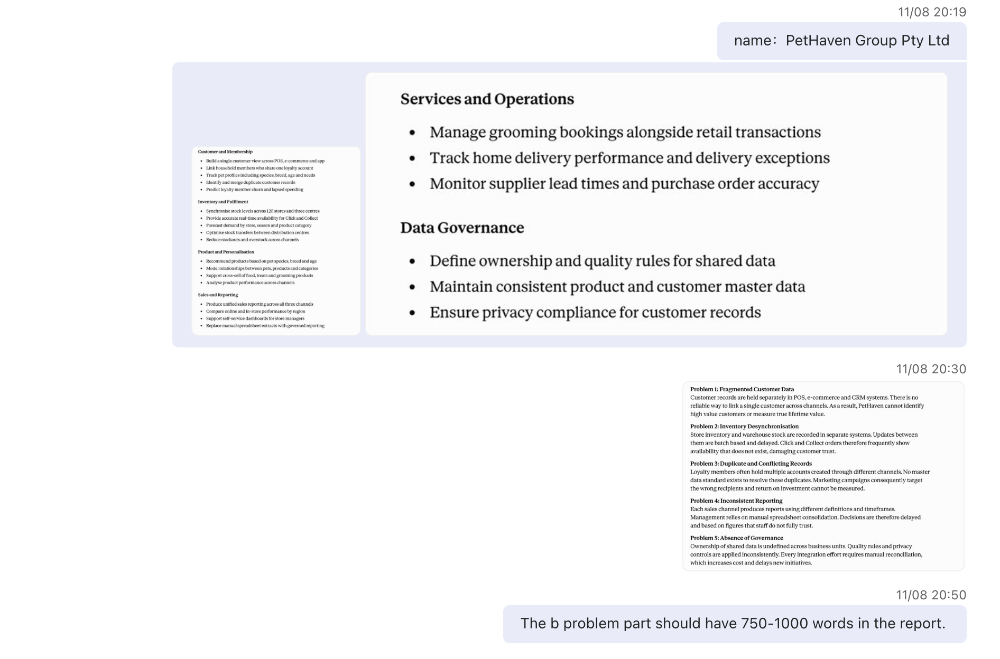 11/08 20:19
name： PetHaven Group Pty Ltd
Customer and Membership
• Build a single customer view across POS, e-commerce and app
• Link household members who share one loyalty account
• Track pet profiles including species, breed, age and needs
• Identify and merge duplicate customer records
• Predict loyalty member churn and lapsed spending
Inventory and Fulfilment
• Synchronise stock levels across 120 stores and three centres
• Provide accurate real-time availability for Click and Collect
• Forecast demand by store, season and product category
• Optimise stock transfers between distribution centres
• Reduce stockouts and overstock across channels
Product and Personalisation
• Recommend products based on pet species, breed and age
• Model relationships between pets, products and categories
• Support cross-sell of food, treats and grooming products
• Analyse product performance across channels
Sales and Reporting
• Produce unified sales reporting across all three channels
• Compare online and in-store performance by region
• Support self-service dashboards for store managers
• Replace manual spreadsheet extracts with governed reporting
Services and Operations
• Manage grooming bookings alongside retail transactions
• Track home delivery performance and delivery exceptions
• Monitor supplier lead times and purchase order accuracy
Data Governance
• Define ownership and quality rules for shared data
• Maintain consistent product and customer master data
• Ensure privacy compliance for customer records
11/08 20:30
Problem 1: Fragmented Customer Data
Customer records are held separately in POS, e-commerce and CRM systems. There is no
reliable way to link a single customer across channels. As a result, PetHaven cannot identify
high value customers or measure true lifetime value.
Problem 2: Inventory Desynchronisation
Store inventory and warehouse stock are recorded in separate systems. Updates between
them are batch based and delayed. Click and Collect orders therefore frequently show
availability that does not exist, damaging customer trust.
Problem 3: Duplicate and Conflicting Records
Loyalty members often hold multiple accounts created through different channels. No master
data standard exists to resolve these duplicates. Marketing campaigns consequently target
the wrong recipients and return on investment cannot be measured.
Problem 4: Inconsistent Reporting
Each sales channel produces reports using different definitions and timeframes.
Management relies on manual spreadsheet consolidation. Decisions are therefore delayed
and based on figures that staff do not fully trust.
Problem 5: Absence of Governance
Ownership of shared data is undefined across business units. Quality rules and privacy
controls are applied inconsistently. Every integration effort requires manual reconciliation,
which increases cost and delays new initiatives.
11/08 20:50
The b problem part should have 750-1000 words in the report.